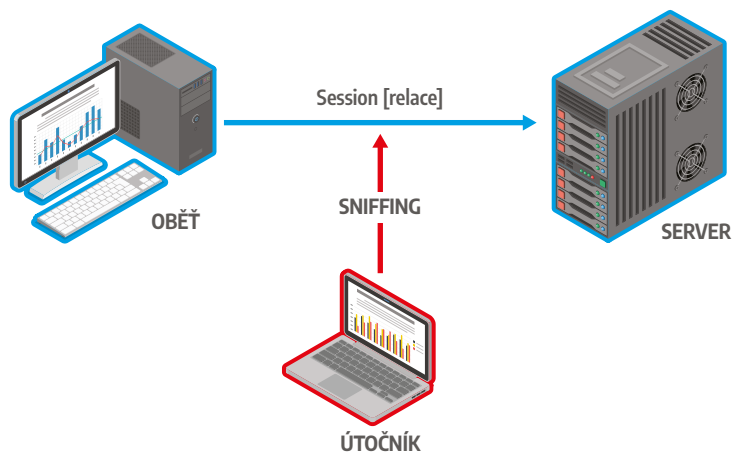 Session [relace]
OBĚŤ
SNIFFING
SERVER
ÚTOČNÍK